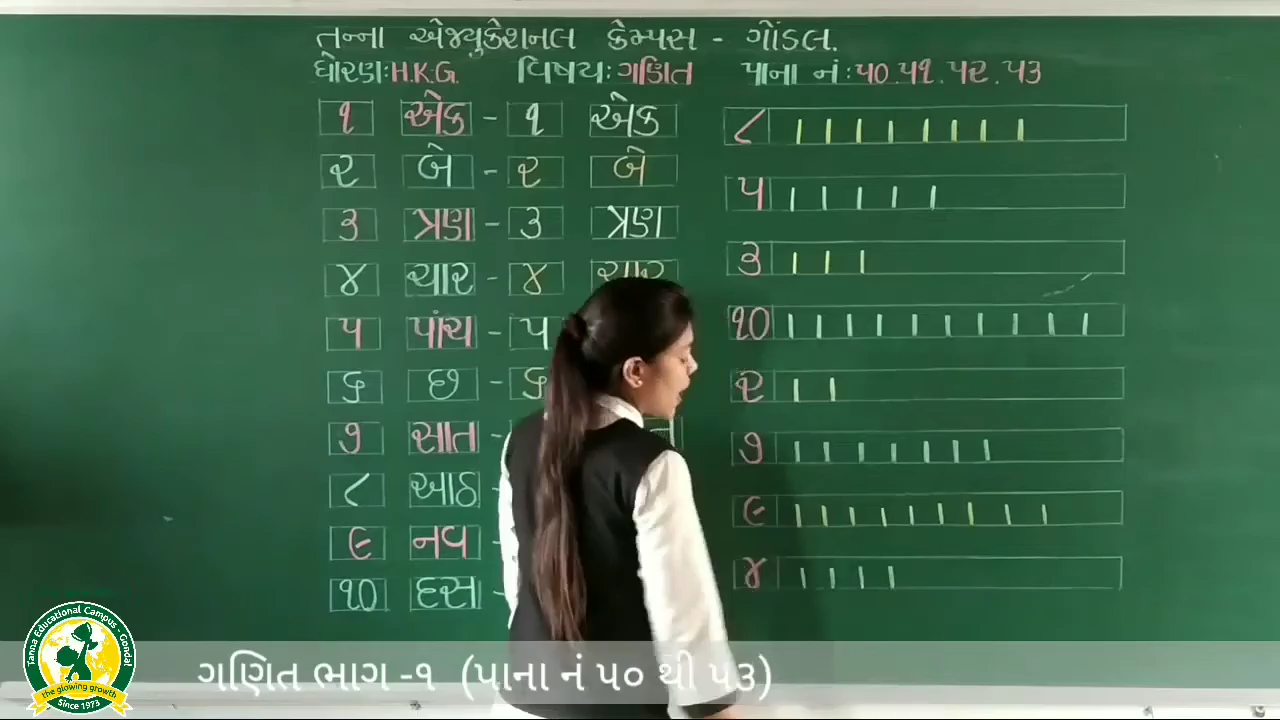 તન્ના એજ્યુકેશનલ કેમ્પસ - ગોંડલ.
ધોરણ:H.K.G. વિષય:ગણિત પાના નં:૫૦.૫૧.૫૨.૫૩
૧ એક - ૧ એક
૨ બે - ૨ બે
૩ ત્રણ - ૩ ત્રણ
૪ ચાર - ૪ ચાર
૫ પાંચ - ૫
૬ છ - ૬
૭ સાત -
૮ આઠ -
૯ નવ -
૧૦ દસ -
૮
૫
૩
૧૦
૨
૭
૯
૪
Tanna Educational Campus - Gondal
the glowing growth
Since 1973
ગણિત ભાગ -૧ (પાના નં ૫૦ થી ૫૩)